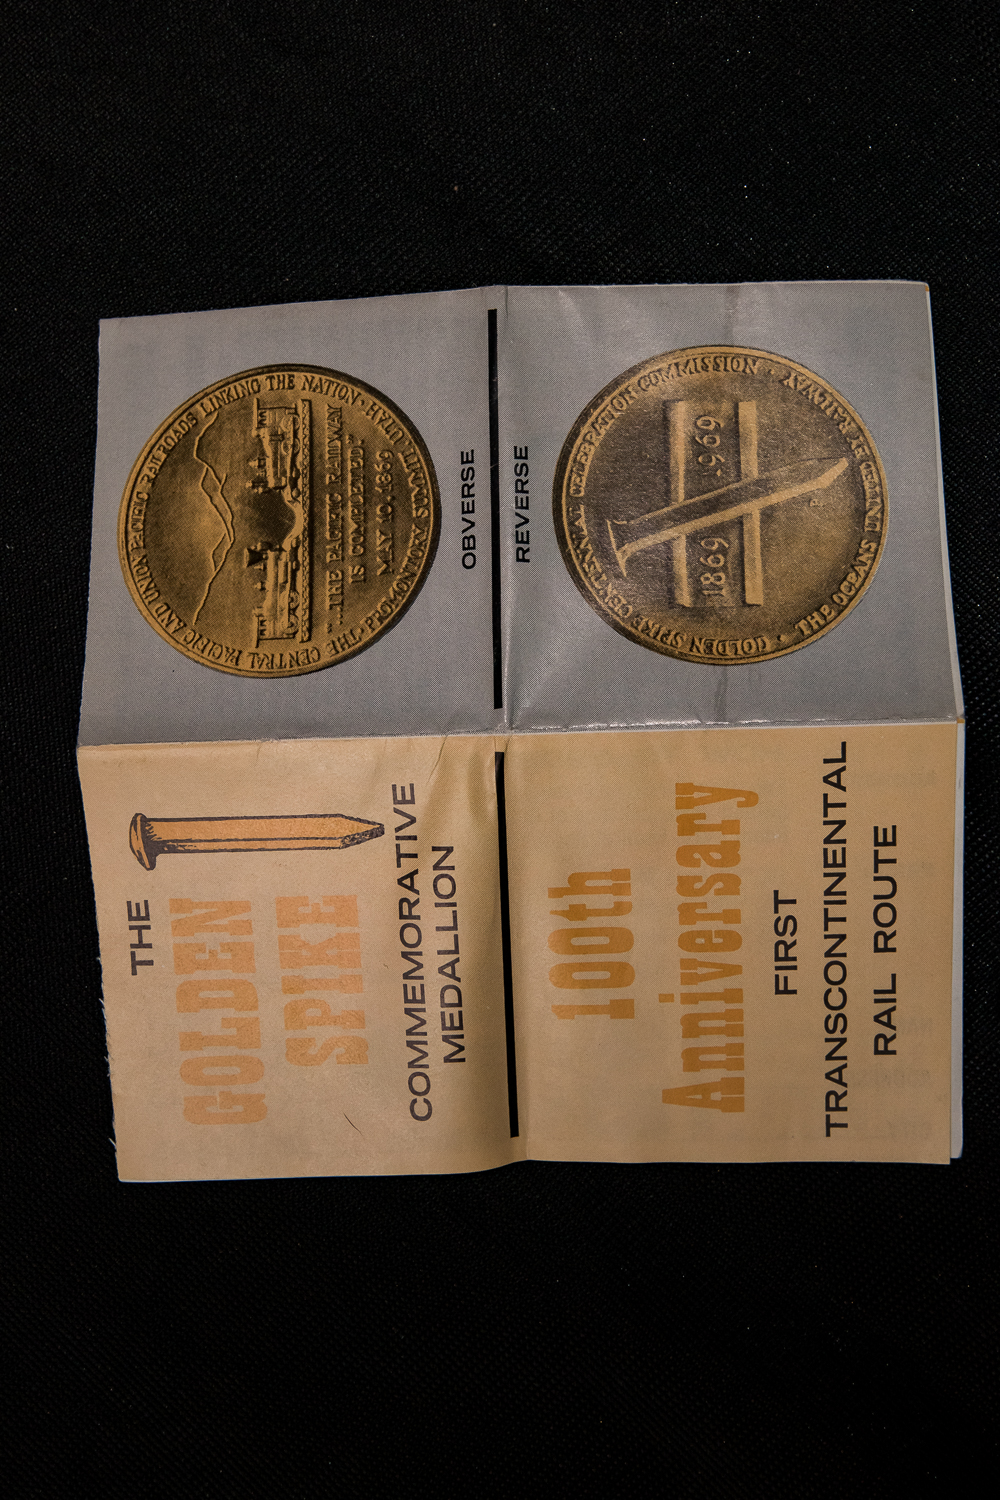 THE
GOLDEN
SPIKE
COMMEMORATIVE
MEDALLION
100th
Anniversary
FIRST
TRANSCONTINENTAL
RAIL ROUTE
THE CENTRAL PACIFIC AND UNION PACIFIC RAILROADS LINKING THE NATION
PROMONTORY SUMMIT UTAH
"...THE PACIFIC RAILWAY
IS COMPLETED"
MAY 10, 1869
OBVERSE
REVERSE
GOLDEN SPIKE CENTENNIAL CELEBRATION COMMISSION
1869 1969
THE OCEANS UNITED BY RAILWAY